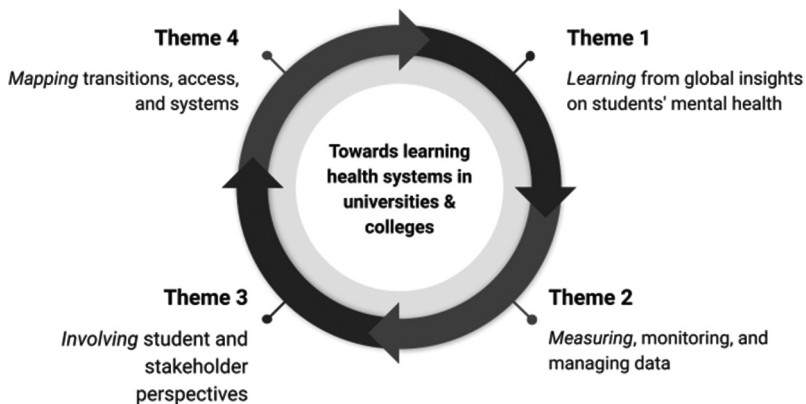 Theme 4
Mapping transitions, access,
and systems
Theme 1
Learning from global insights
on students' mental health
Towards learning
health systems in
universities &
colleges
Theme 3
Involving student and
stakeholder
perspectives
Theme 2
Measuring, monitoring, and
managing data